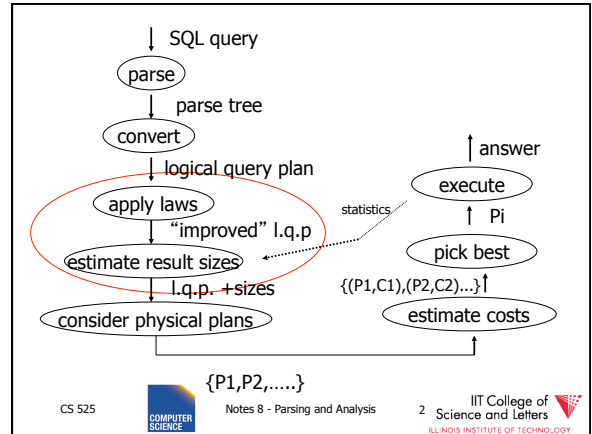 SQL query
parse
parse tree
convert
logical query plan
apply laws
“improved” l.q.p
estimate result sizes
l.q.p. +sizes
consider physical plans
{P1,P2,…..}
statistics
answer
execute
Pi
pick best
{(P1,C1),(P2,C2)...}
estimate costs
CS 525
COMPUTER
SCIENCE
Notes 8 - Parsing and Analysis
2
IIT College of
Science and Letters
ILLINOIS INSTITUTE OF TECHNOLOGY